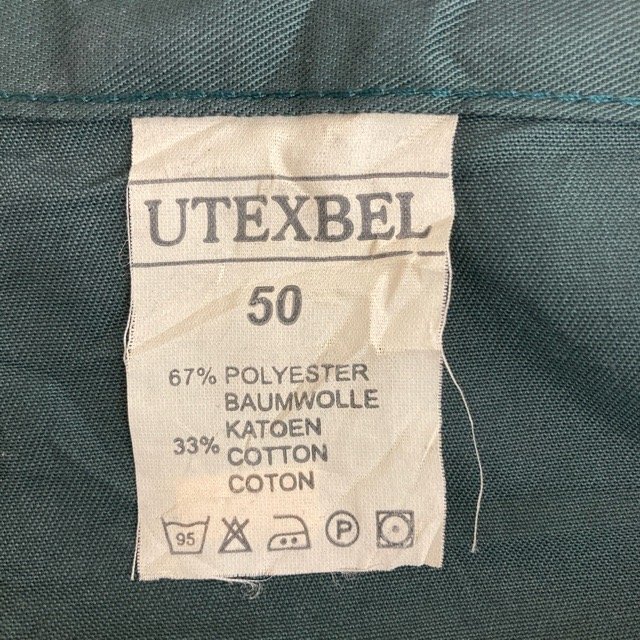 UTEXBEL
50
67% POLYESTER
BAUMWOLLE
KATOEN
33% COTTON
COTON
95 P